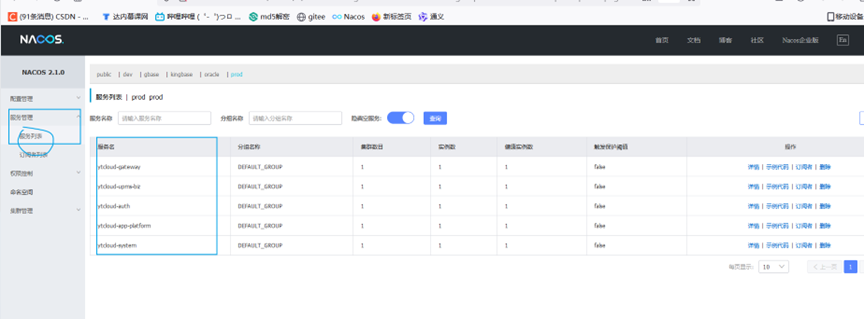 (91条消息) CSDN - ... 达内慕课网 哔哩哔哩 (゜-゜)つロ ... md5解密 gitee Nacos 新标签页 通义 移动设备
NACOS. 首页 文档 博客 社区 Nacos企业版 En
NACOS 2.1.0 public | dev | gbase | kingbase | oracle | prod
配置管理 服务列表 | prod prod
服务管理 服务名称 请输入服务名称 分组名称 请输入分组名称 隐藏空服务: 查询
服务列表 服务名 分组名称 集群数目 实例数 健康实例数 触发保护阈值 操作
订阅者列表 ytcloud-gateway DEFAULT_GROUP 1 1 1 false 详情 | 示例代码 | 订阅者 | 删除
权限控制 ytcloud-upms-biz DEFAULT_GROUP 1 1 1 false 详情 | 示例代码 | 订阅者 | 删除
命名空间 ytcloud-auth DEFAULT_GROUP 1 1 1 false 详情 | 示例代码 | 订阅者 | 删除
集群管理 ytcloud-app-platform DEFAULT_GROUP 1 1 1 false 详情 | 示例代码 | 订阅者 | 删除
ytcloud-system DEFAULT_GROUP 1 1 1 false 详情 | 示例代码 | 订阅者 | 删除
每页显示: 10 上一页 1